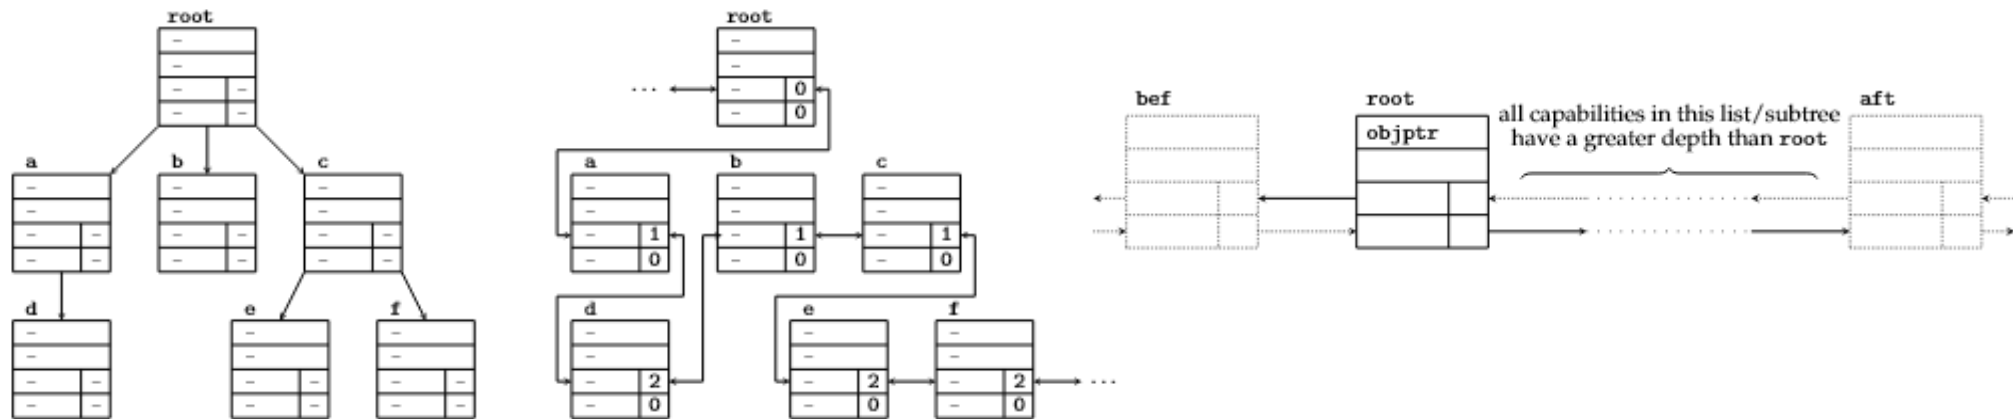 root
–
–
– –
– –
a
–
–
– –
– –
b
–
–
– –
– –
c
–
–
– –
– –
d
–
–
– –
– –
e
–
–
– –
– –
f
–
–
– –
– –
root
–
–
... – 0
– 0
a
–
–
– 1
– 0
b
–
–
– 1
– 0
c
–
–
– 1
– 0
d
–
–
– 2
– 0
e
–
–
– 2
– 0
f
–
–
– 2 ...
– 0
bef
root
objptr
all capabilities in this list/subtree
have a greater depth than root
aft